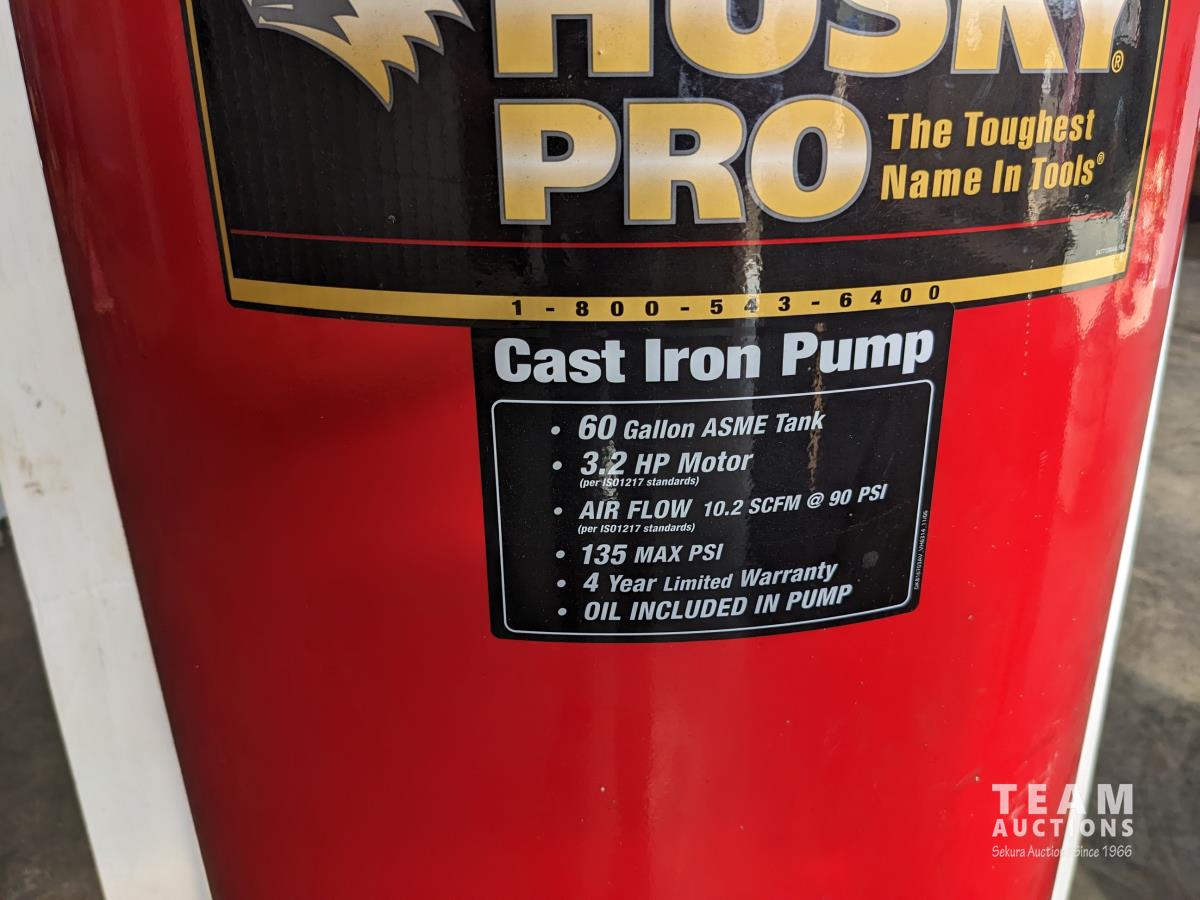 HUSKY®
PRO
The Toughest
Name In Tools®
1-800-543-6400
Cast Iron Pump
• 60 Gallon ASME Tank
• 3.2 HP Motor
(per ISO1217 standards)
• AIR FLOW 10.2 SCFM @ 90 PSI
(per ISO1217 standards)
• 135 MAX PSI
• 4 Year Limited Warranty
• OIL INCLUDED IN PUMP
TEAM
AUCTIONS
Sekura Auctions Since 1966